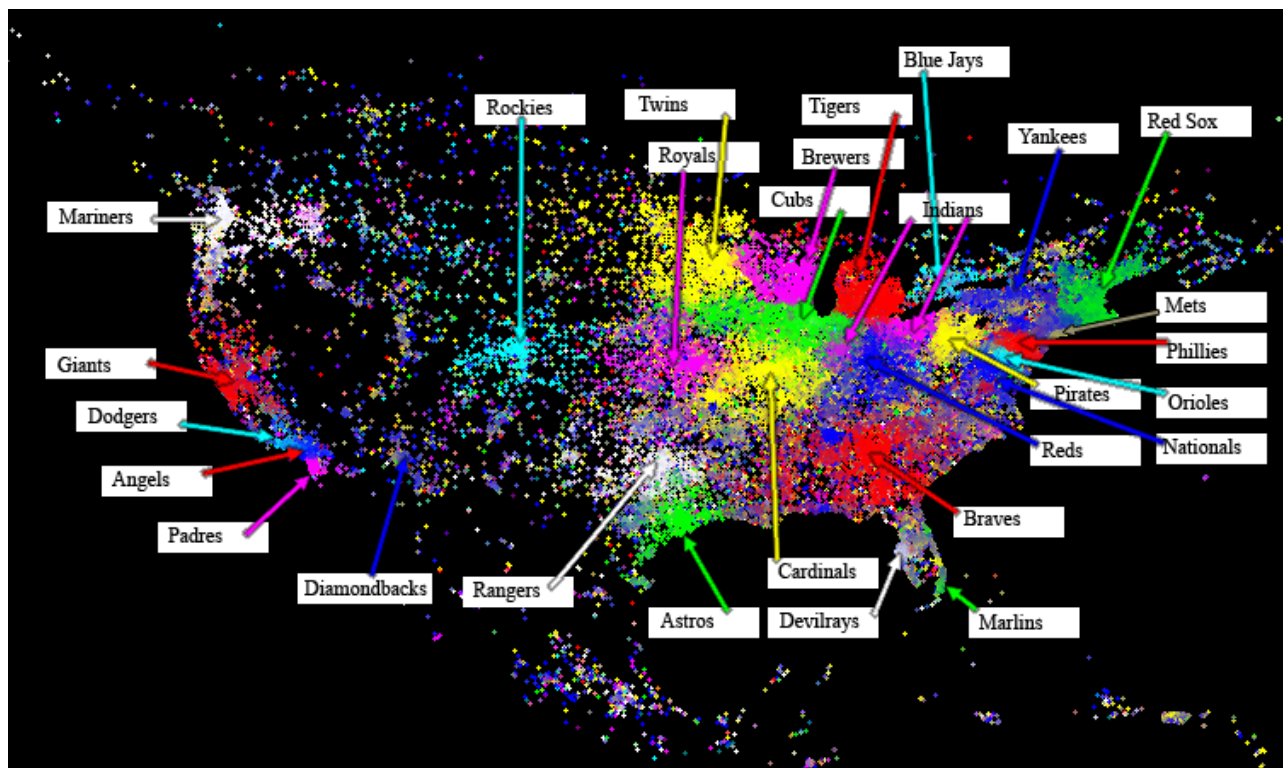 Blue Jays
Rockies
Twins
Tigers
Red Sox
Yankees
Royals
Brewers
Cubs
Indians
Mariners
Mets
Giants
Phillies
Pirates
Orioles
Dodgers
Reds
Nationals
Angels
Padres
Braves
Diamondbacks
Rangers
Cardinals
Astros
Devilrays
Marlins